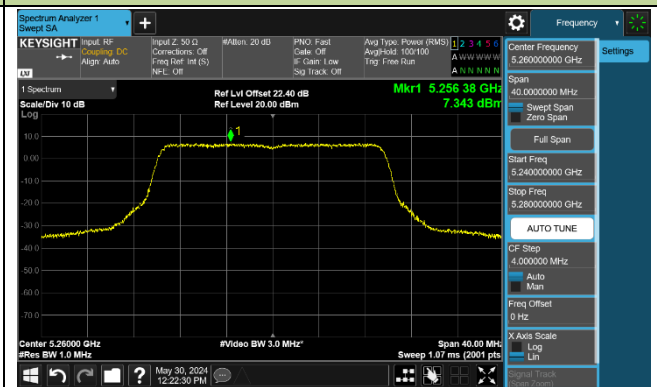 Spectrum Analyzer 1
Swept SA
+
Frequency
KEYSIGHT
Input: RF
Coupling: DC
Align: Auto
Input Z: 50 Ω
Corrections: Off
Freq Ref: Int (S)
NFE: Off
#Atten: 20 dB
PNO: Fast
Gate: Off
IF Gain: Low
Sig Track: Off
Avg Type: Power (RMS)
Avg|Hold: 100/100
Trig: Free Run
1 2 3 4 5 6
A W W W W W
A N N N N N
LXI
1 Spectrum
Scale/Div 10 dB
Log
Ref Lvl Offset 22.40 dB
Ref Level 20.00 dBm
Mkr1 5.256 38 GHz
7.343 dBm
1
10.0
0.00
-10.0
-20.0
-30.0
-40.0
-50.0
-60.0
-70.0
Center 5.26000 GHz
#Res BW 1.0 MHz
#Video BW 3.0 MHz*
Span 40.00 MHz
Sweep 1.07 ms (2001 pts)
Center Frequency
5.260000000 GHz
Span
40.0000000 MHz
Swept Span
Zero Span
Full Span
Start Freq
5.240000000 GHz
Stop Freq
5.280000000 GHz
AUTO TUNE
CF Step
4.000000 MHz
Auto
Man
Freq Offset
0 Hz
X Axis Scale
Log
Lin
Signal Track
(Span Zoom)
Settings
?
May 30, 2024
12:22:30 PM